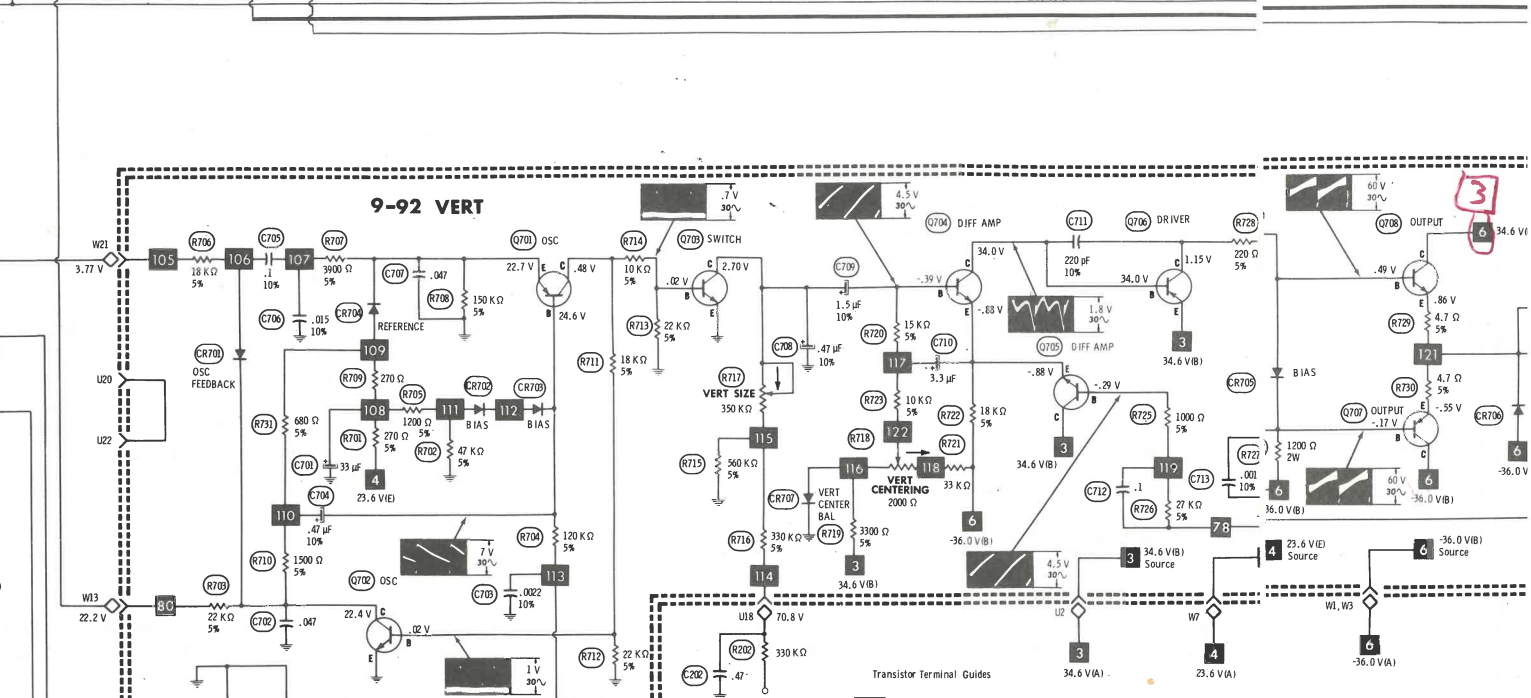 9-92 VERT
W21
3.77 V
105
R706
18 KΩ
5%
106
C705
.1
10%
107
R707
3900 Ω
5%
C706
.015
10%
CR704
REFERENCE
C707
.047
R708
150 KΩ
5%
Q701 OSC
22.7 V
E
C
.48 V
B
24.6 V
R714
10 KΩ
5%
.7 V
30~
Q703 SWITCH
C
2.70 V
.02 V
B
E
R713
22 KΩ
5%
R711
18 KΩ
5%
CR701
OSC
FEEDBACK
U20
U22
109
R709
270 Ω
108
R705
1200 Ω
5%
111
CR702
BIAS
112
CR703
BIAS
R701
270 Ω
5%
R702
47 KΩ
5%
C701
33 µF
4
23.6 V(E)
R731
680 Ω
5%
110
C704
.47 µF
10%
R710
1500 Ω
5%
7 V
30~
R704
120 KΩ
5%
113
C703
.0022
10%
W13
22.2 V
80
R703
22 KΩ
5%
C702
.047
Q702 OSC
22.4 V
C
B
E
.02 V
1 V
30~
R712
22 KΩ
5%
4.5 V
30~
C709
1.5 µF
10%
C708
.47 µF
10%
R717
VERT SIZE
350 KΩ
115
R715
560 KΩ
5%
R716
330 KΩ
5%
114
U18
70.8 V
R202
330 KΩ
C202
.47
R720
15 KΩ
5%
117
C710
3.3 µF
R723
10 KΩ
5%
122
R718
116
118
VERT
CENTERING
2000 Ω
R721
33 KΩ
R722
18 KΩ
5%
CR707
VERT
CENTER
BAL
R719
3300 Ω
5%
3
34.6 V(B)
6
-36.0 V(B)
Q704 DIFF AMP
C
34.0 V
-.39 V
B
E
-.88 V
C711
220 pF
10%
1.8 V
30~
Q705 DIFF AMP
-.88 V
E
-.29 V
B
C
3
34.6 V(B)
Q706 DRIVER
C
1.15 V
34.0 V
B
E
3
34.6 V(B)
R728
220 Ω
5%
R725
1000 Ω
5%
119
C712
.1
R726
27 KΩ
5%
78
C713
.001
10%
4.5 V
30~
3
34.6 V(B)
Source
U2
3
34.6 V(A)
W7
4
23.6 V(A)
4
23.6 V(E)
Source
60 V
30~
Q708 OUTPUT
C
.49 V
B
E
.86 V
3
6
34.6 V(
R729
4.7 Ω
5%
121
R730
4.7 Ω
5%
CR705
BIAS
R727
1200 Ω
2W
6
36.0 V(B)
Q707 OUTPUT
-.17 V
B
E
-.55 V
C
6
-36.0 V(B)
60 V
30~
CR706
6
-36.0 V
6
-36.0 V(B)
Source
W1, W3
6
-36.0 V(A)
Transistor Terminal Guides